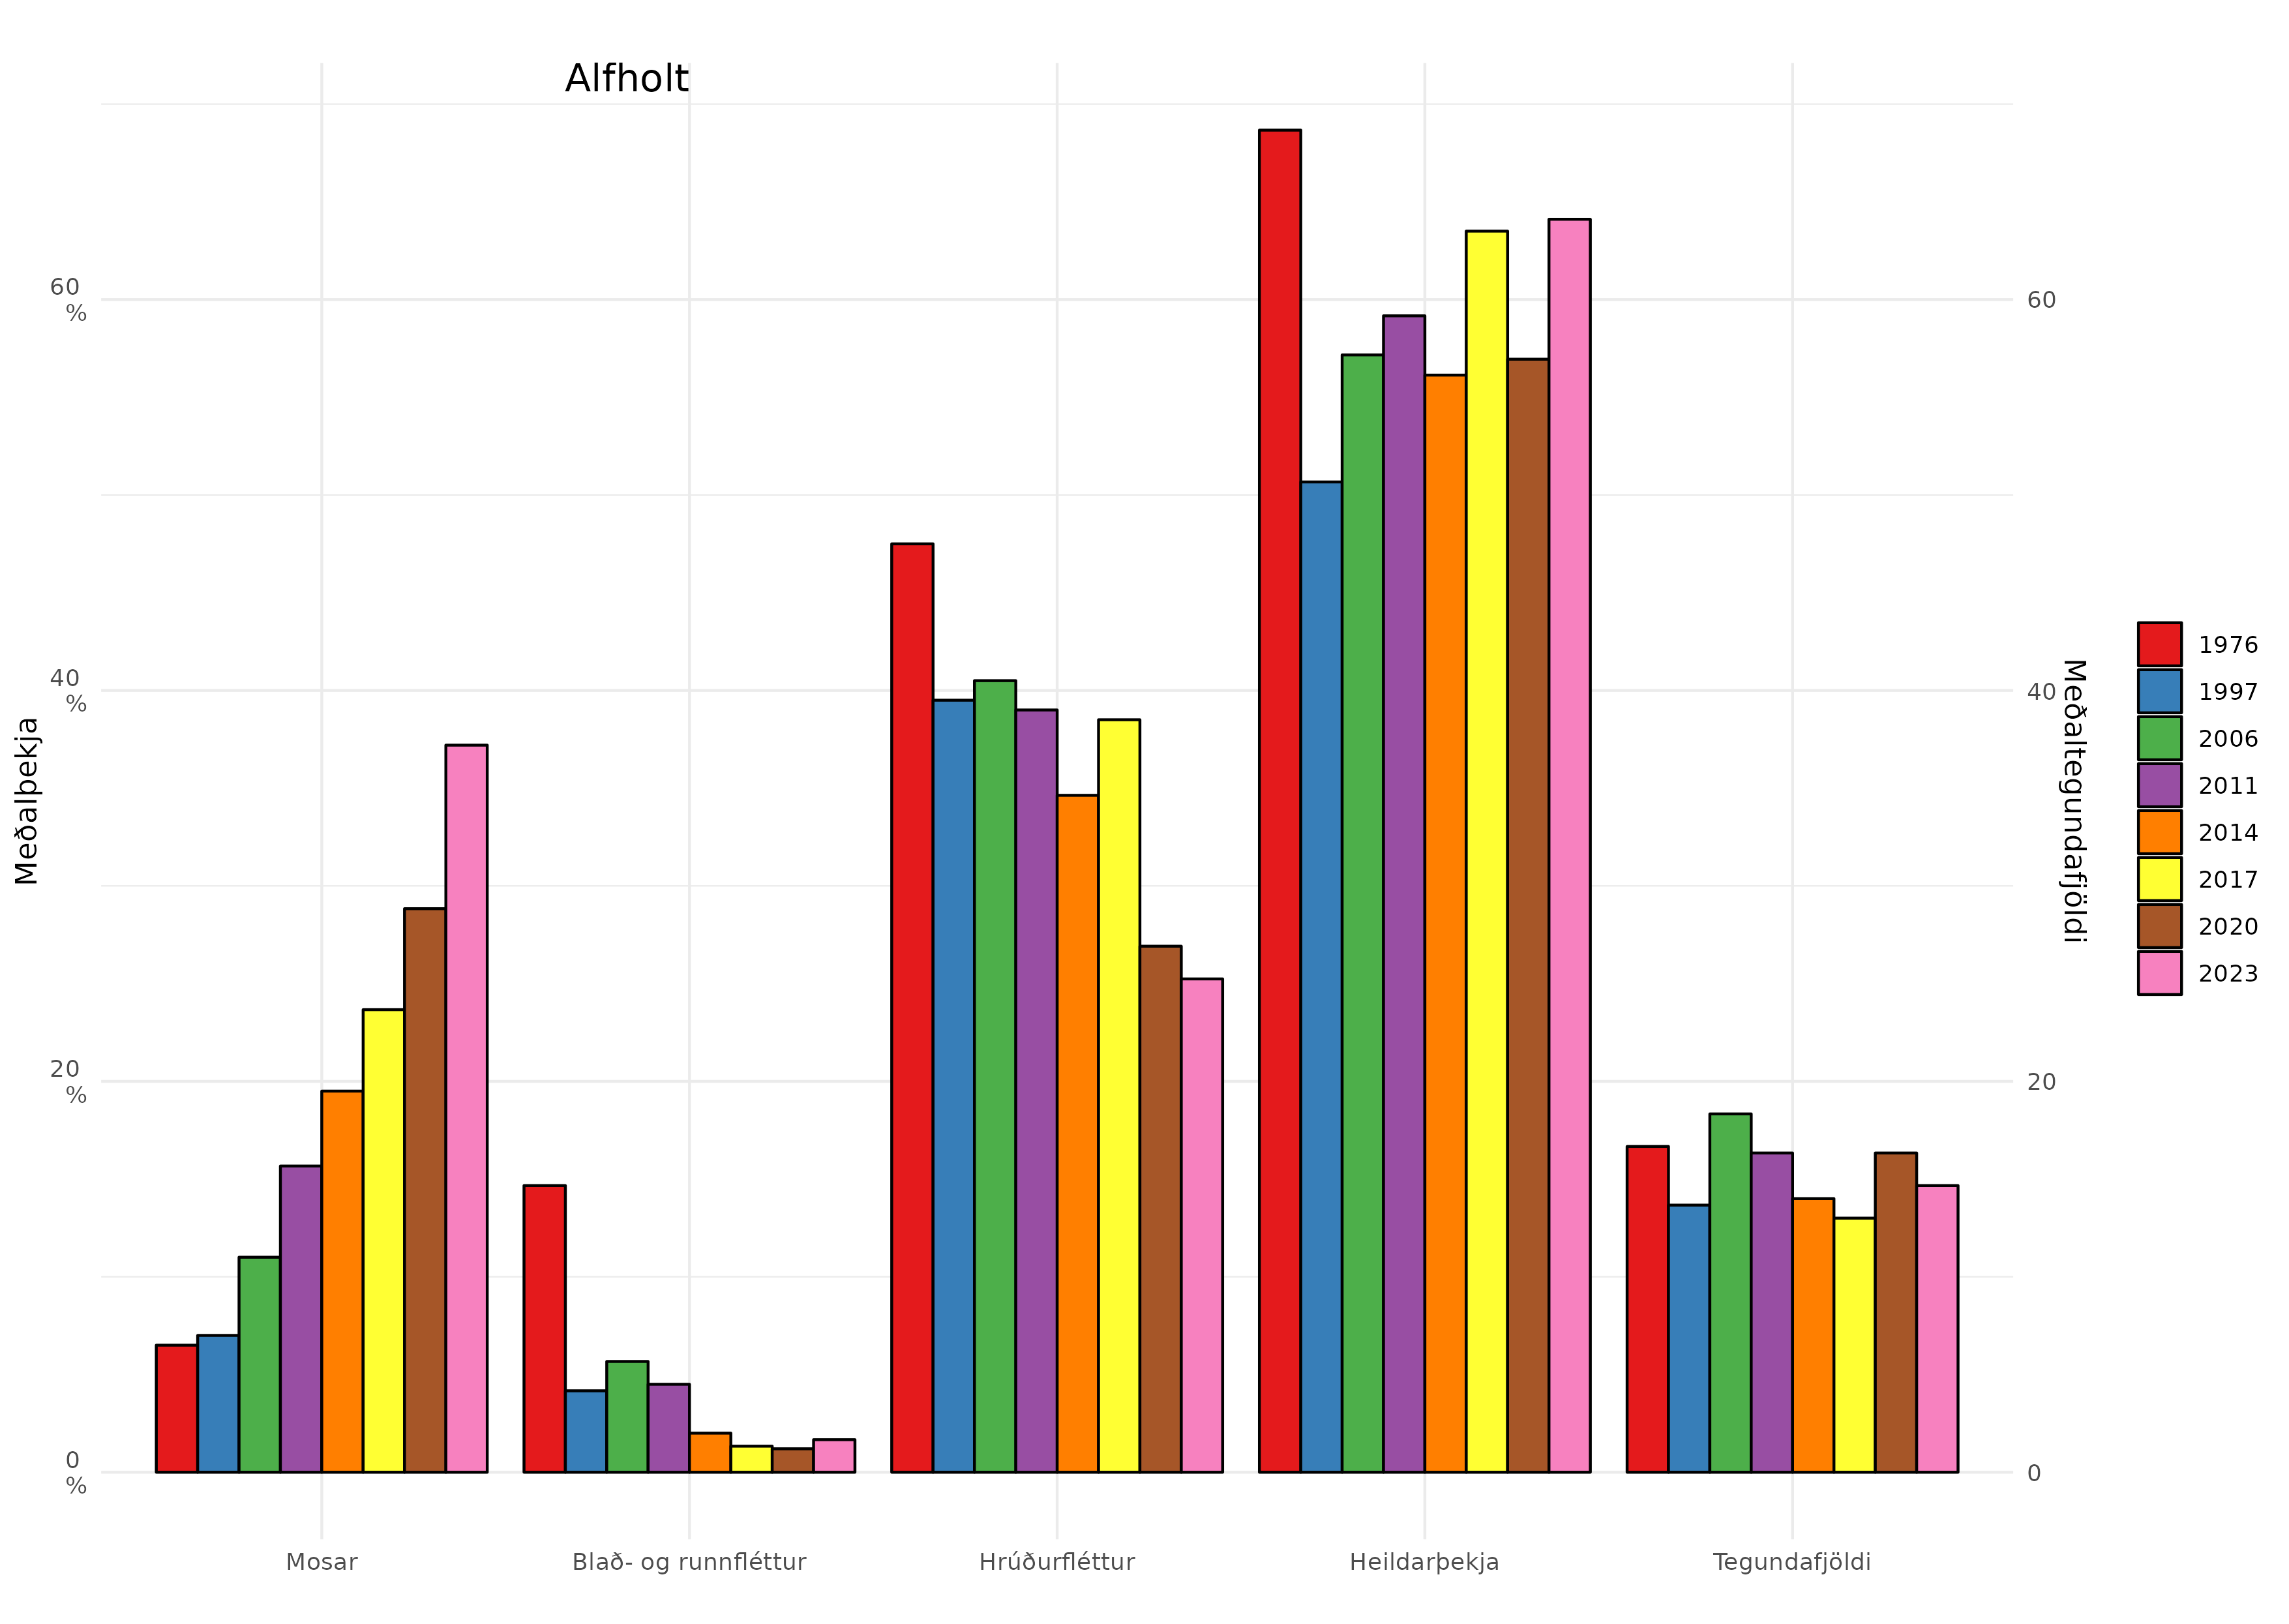 Alfholt
Meðalþekja
60
%
40
%
20
%
0
%
60
40
20
0
Meðaltegundafjöldi
1976
1997
2006
2011
2014
2017
2020
2023
Mosar
Blað- og runnfléttur
Hrúðurfléttur
Heildarþekja
Tegundafjöldi